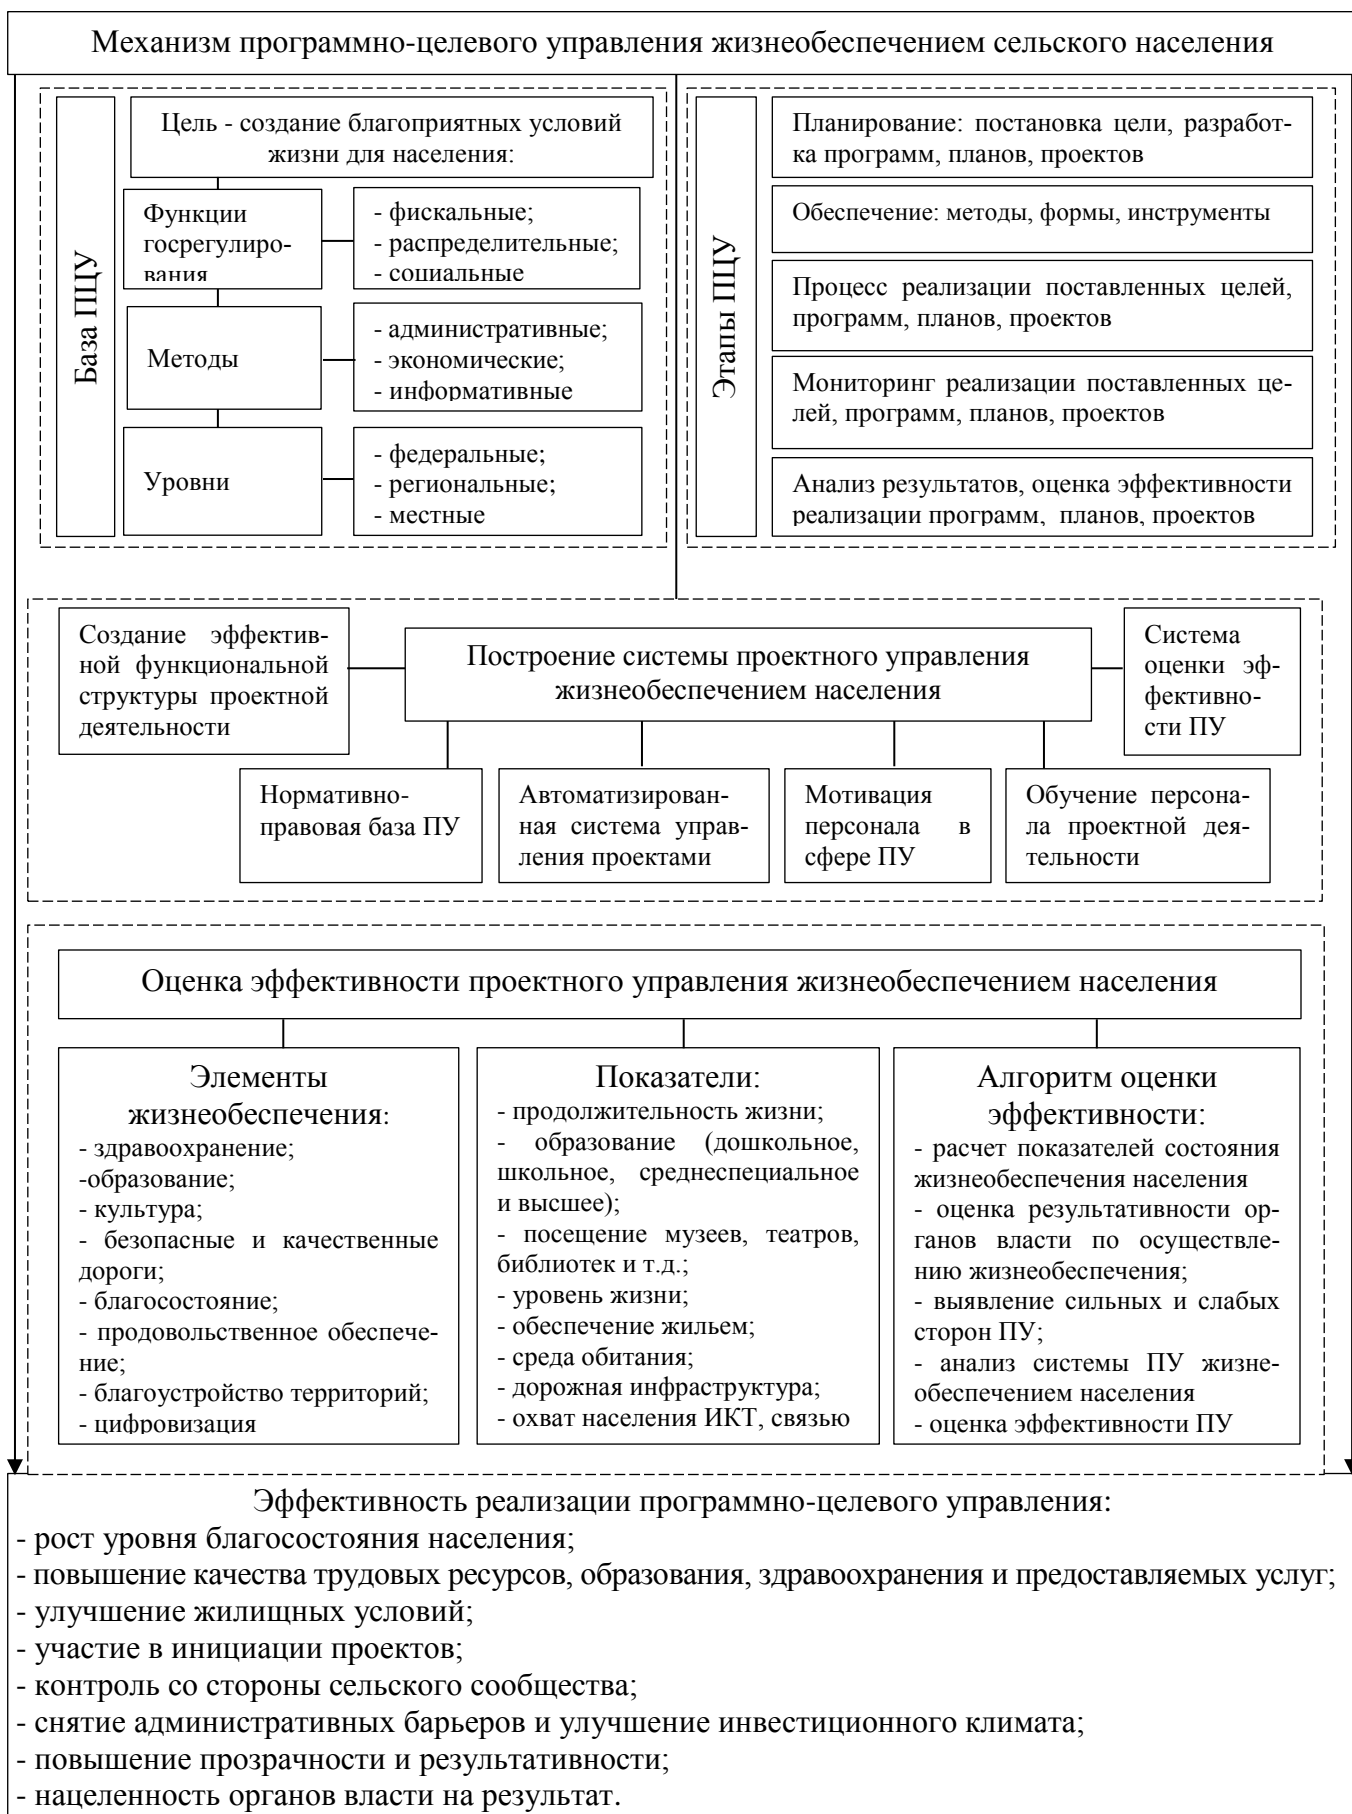 Механизм программно-целевого управления жизнеобеспечением сельского населения
База ПЦУ
Цель - создание благоприятных условий
жизни для населения:
Функции
госрегулиро-
вания
- фискальные;
- распределительные;
- социальные
Методы
- административные;
- экономические;
- информативные
Уровни
- федеральные;
- региональные;
- местные
Этапы ПЦУ
Планирование: постановка цели, разработ-
ка программ, планов, проектов
Обеспечение: методы, формы, инструменты
Процесс реализации поставленных целей,
программ, планов, проектов
Мониторинг реализации поставленных це-
лей, программ, планов, проектов
Анализ результатов, оценка эффективности
реализации программ, планов, проектов
Создание эффектив-
ной функциональной
структуры проектной
деятельности
Построение системы проектного управления
жизнеобеспечением населения
Система
оценки эф-
фективно-
сти ПУ
Нормативно-
правовая база ПУ
Автоматизирован-
ная система управ-
ления проектами
Мотивация
персонала в
сфере ПУ
Обучение персона-
ла проектной дея-
тельности
Оценка эффективности проектного управления жизнеобеспечением населения
Элементы
жизнеобеспечения:
- здравоохранение;
-образование;
- культура;
- безопасные и качественные
дороги;
- благосостояние;
- продовольственное обеспече-
ние;
- благоустройство территорий;
- цифровизация
Показатели:
- продолжительность жизни;
- образование (дошкольное,
школьное, среднеспециальное
и высшее);
- посещение музеев, театров,
библиотек и т.д.;
- уровень жизни;
- обеспечение жильем;
- среда обитания;
- дорожная инфраструктура;
- охват населения ИКТ, связью
Алгоритм оценки
эффективности:
- расчет показателей состояния
жизнеобеспечения населения
- оценка результативности ор-
ганов власти по осуществле-
нию жизнеобеспечения;
- выявление сильных и слабых
сторон ПУ;
- анализ системы ПУ жизне-
обеспечением населения
- оценка эффективности ПУ
Эффективность реализации программно-целевого управления:
- рост уровня благосостояния населения;
- повышение качества трудовых ресурсов, образования, здравоохранения и предоставляемых услуг;
- улучшение жилищных условий;
- участие в инициации проектов;
- контроль со стороны сельского сообщества;
- снятие административных барьеров и улучшение инвестиционного климата;
- повышение прозрачности и результативности;
- нацеленность органов власти на результат.